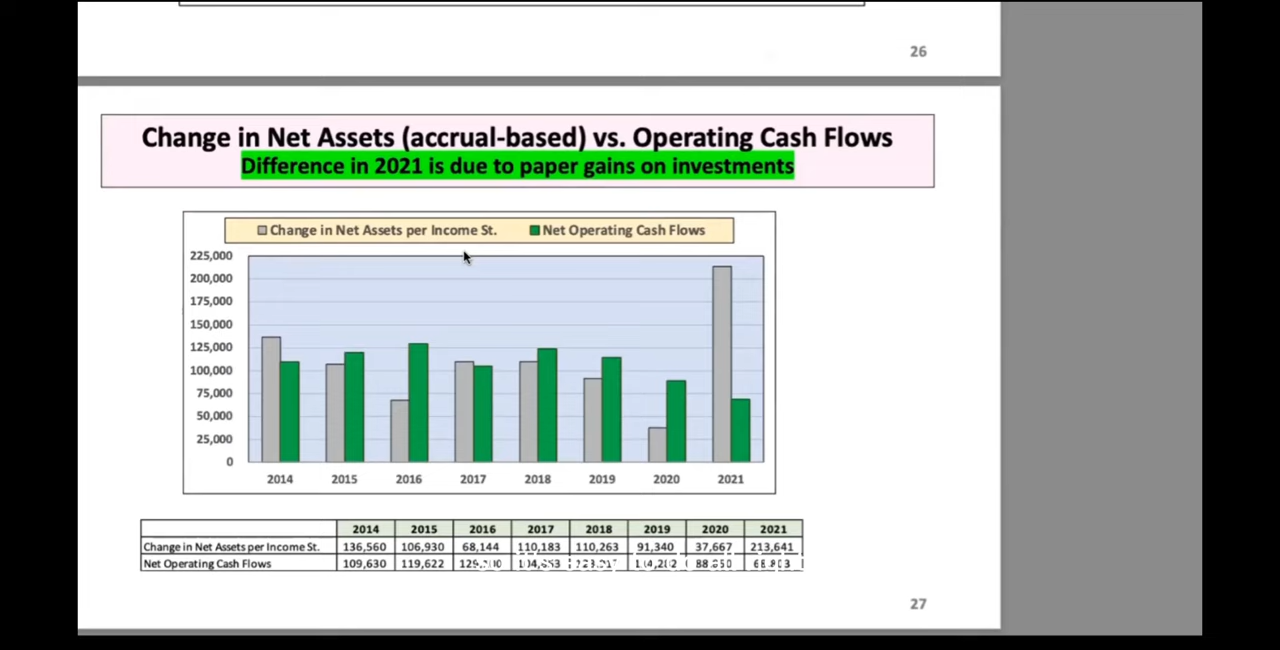 26
Change in Net Assets (accrual-based) vs. Operating Cash Flows
Difference in 2021 is due to paper gains on investments
Change in Net Assets per Income St. Net Operating Cash Flows
225,000
200,000
175,000
150,000
125,000
100,000
75,000
50,000
25,000
0
2014 2015 2016 2017 2018 2019 2020 2021
2014 2015 2016 2017 2018 2019 2020 2021
Change in Net Assets per Income St. 136,560 106,930 68,144 110,183 110,263 91,340 37,667 213,641
Net Operating Cash Flows 109,630 119,622
27